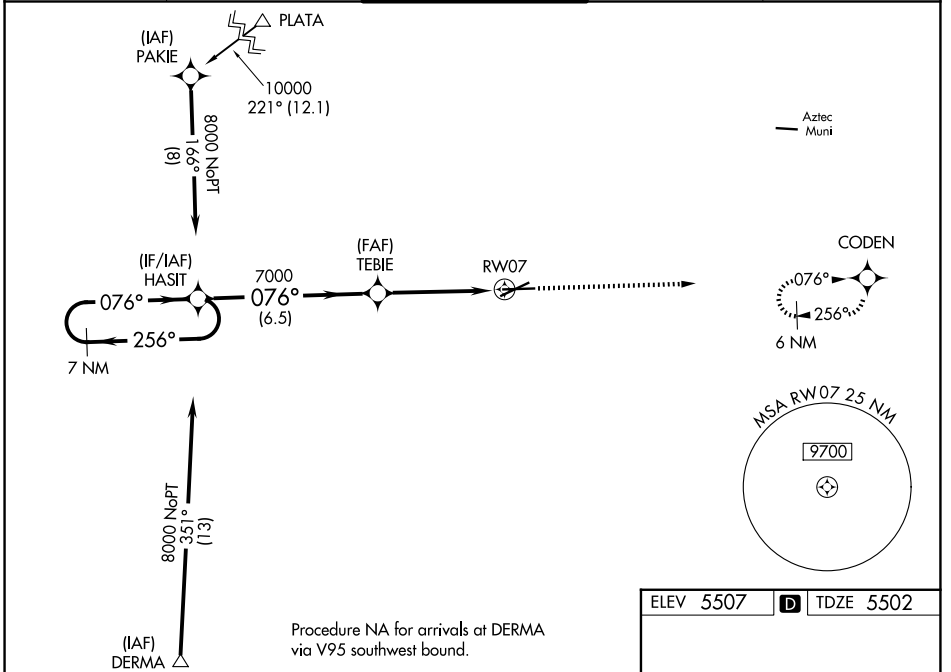 PLATA
(IAF)
PAKIE
10000
221° (12.1)
8000 NoPT
166°
(8)
Aztec
Muni
(IF/IAF)
HASIT
7000
076°
(6.5)
(FAF)
TEBIE
RW07
CODEN
076°
256°
7 NM
076°
256°
6 NM
MSA RW07 25 NM
9700
8000 NoPT
351°
(13)
(IAF)
DERMA
Procedure NA for arrivals at DERMA
via V95 southwest bound.
ELEV 5507 D TDZE 5502